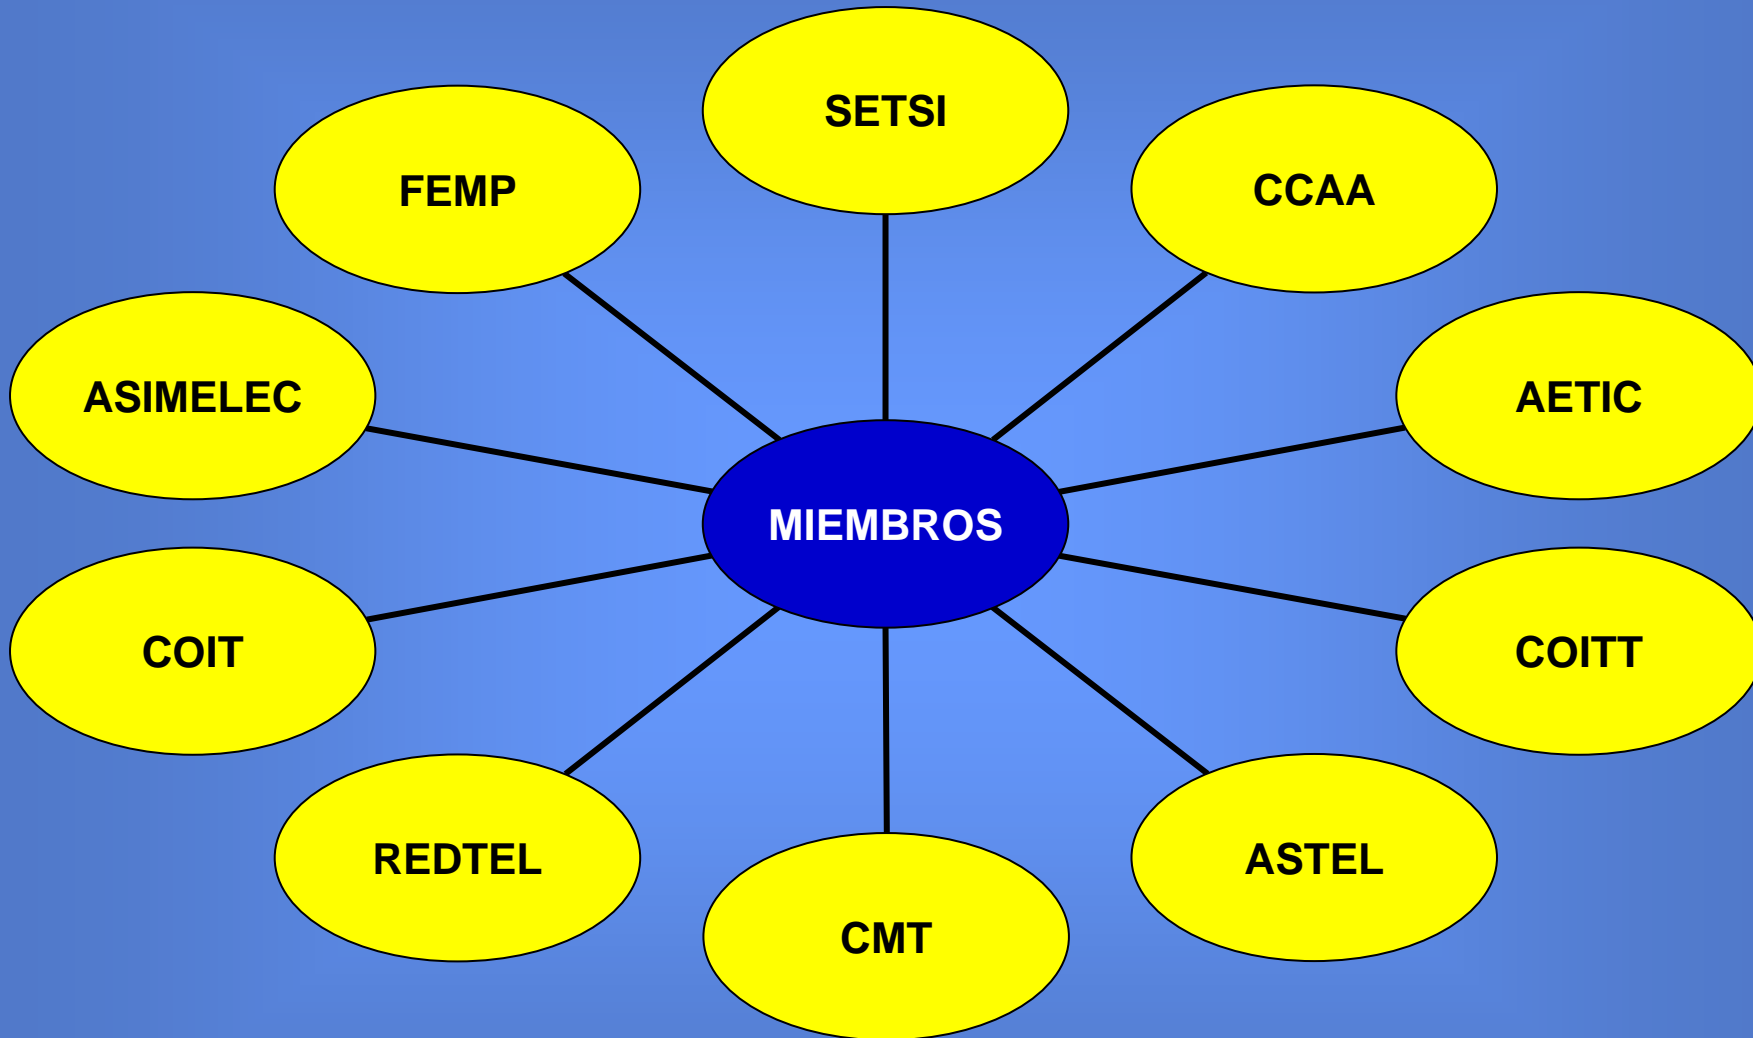 SETSI
FEMP
CCAA
ASIMELEC
AETIC
MIEMBROS
COIT
COITT
REDTEL
ASTEL
CMT